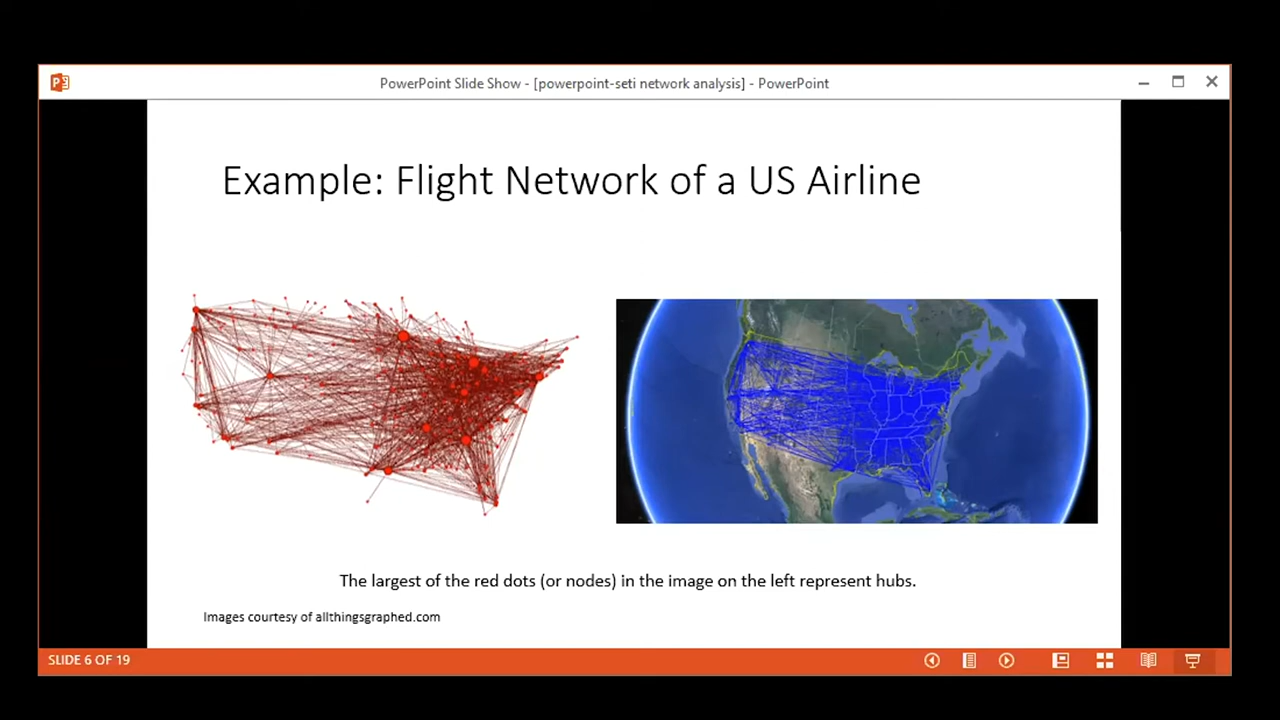 PowerPoint Slide Show - [powerpoint-seti network analysis] - PowerPoint
Example: Flight Network of a US Airline
The largest of the red dots (or nodes) in the image on the left represent hubs.
Images courtesy of allthingsgraphed.com
SLIDE 6 OF 19